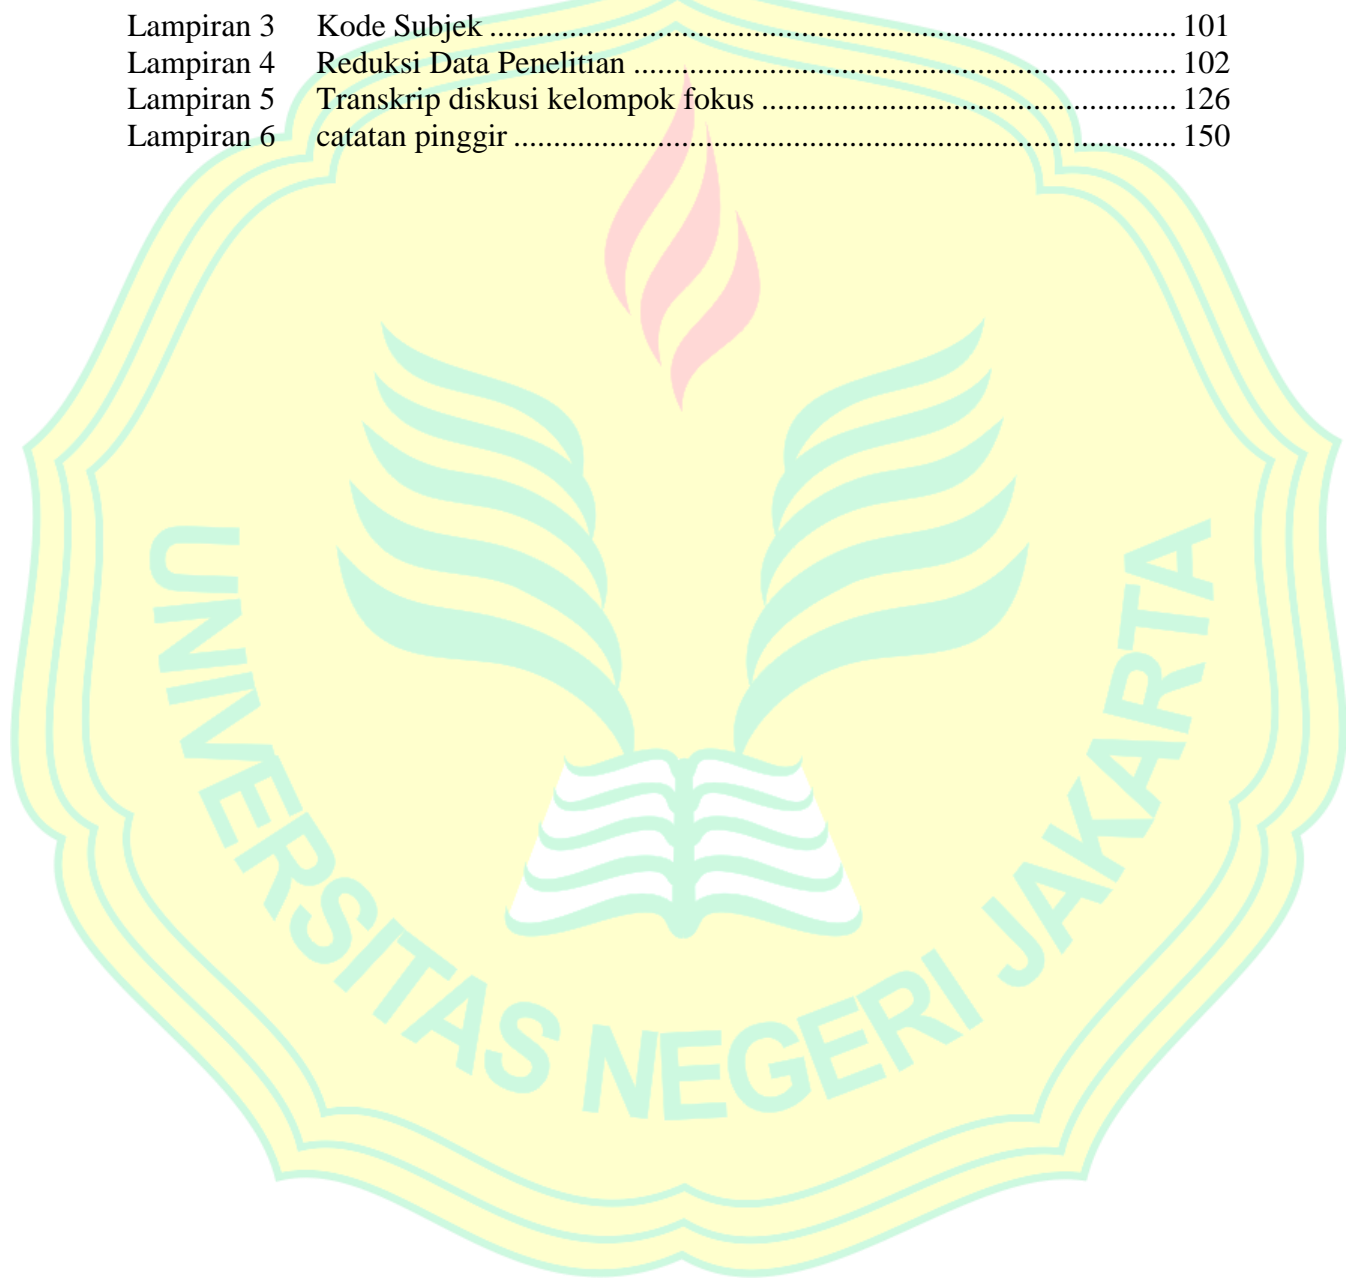 Lampiran 3 Kode Subjek ..................................................................................... 101
Lampiran 4 Reduksi Data Penelitian ................................................................... 102
Lampiran 5 Transkrip diskusi kelompok fokus ................................................... 126
Lampiran 6 catatan pinggir .................................................................................. 150
UNIVERSITAS NEGERI JAKARTA